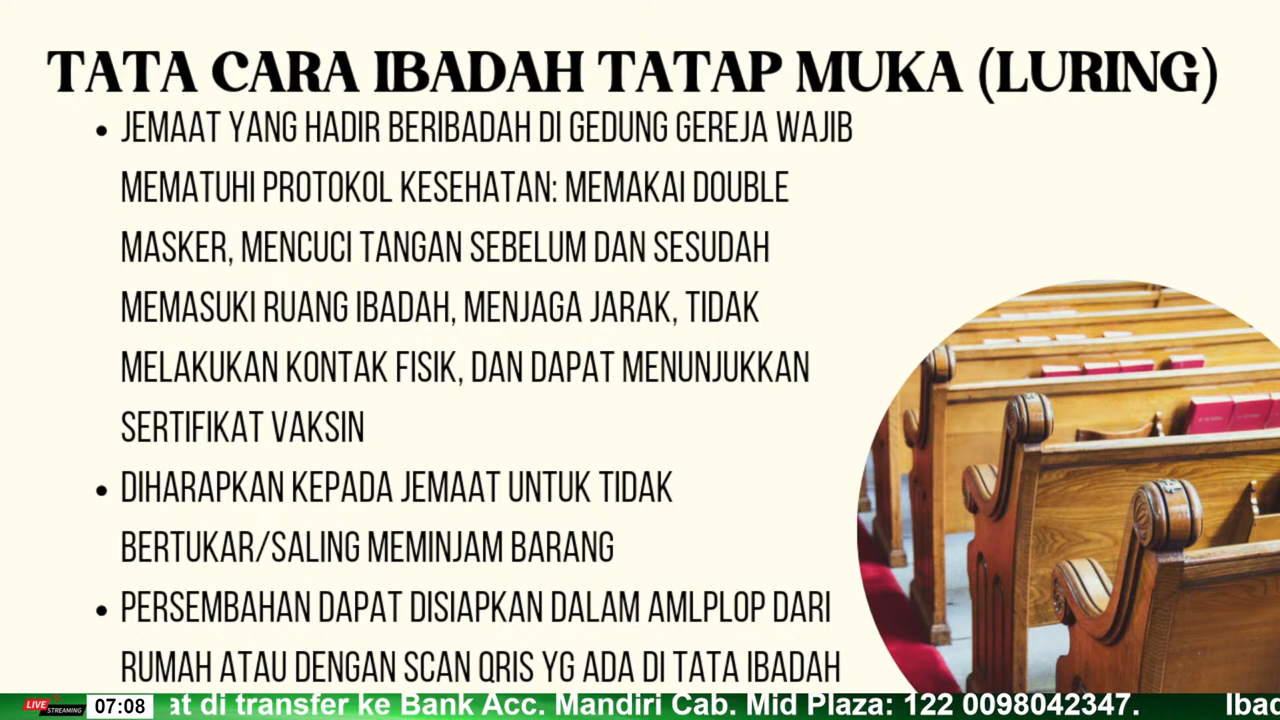 TATA CARA IBADAH TATAP MUKA (LURING)
• JEMAAT YANG HADIR BERIBADAH DI GEDUNG GEREJA WAJIB
MEMATUHI PROTOKOL KESEHATAN: MEMAKAI DOUBLE
MASKER, MENCUCI TANGAN SEBELUM DAN SESUDAH
MEMASUKI RUANG IBADAH, MENJAGA JARAK, TIDAK
MELAKUKAN KONTAK FISIK, DAN DAPAT MENUNJUKKAN
SERTIFIKAT VAKSIN
• DIHARAPKAN KEPADA JEMAAT UNTUK TIDAK
BERTUKAR/SALING MEMINJAM BARANG
• PERSEMBAHAN DAPAT DISIAPKAN DALAM AMLPLOP DARI
RUMAH ATAU DENGAN SCAN QRIS YG ADA DI TATA IBADAH
LIVE STREAMING 07:08 at di transfer ke Bank Acc. Mandiri Cab. Mid Plaza: 122 0098042347.